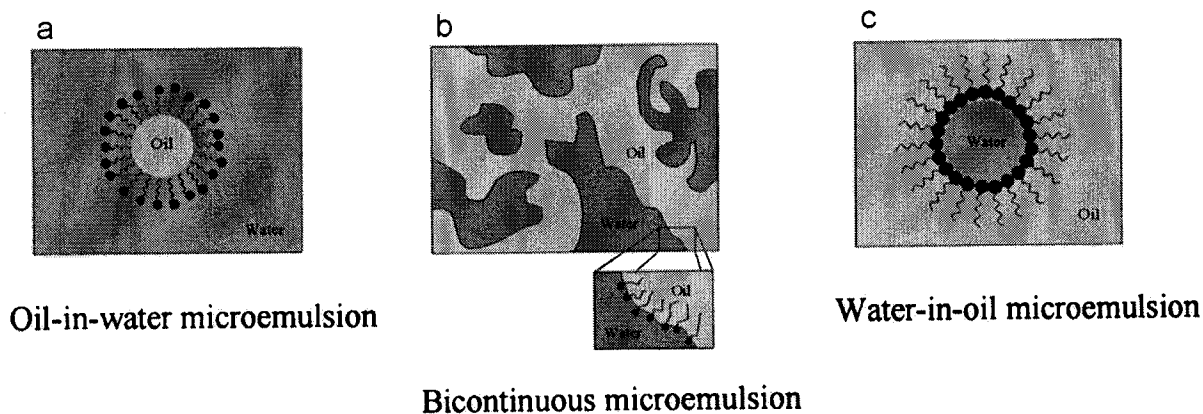 a
Oil
Water
Oil-in-water microemulsion
b
Oil
Water
Oil
Water
Bicontinuous microemulsion
c
Water
Oil
Water-in-oil microemulsion